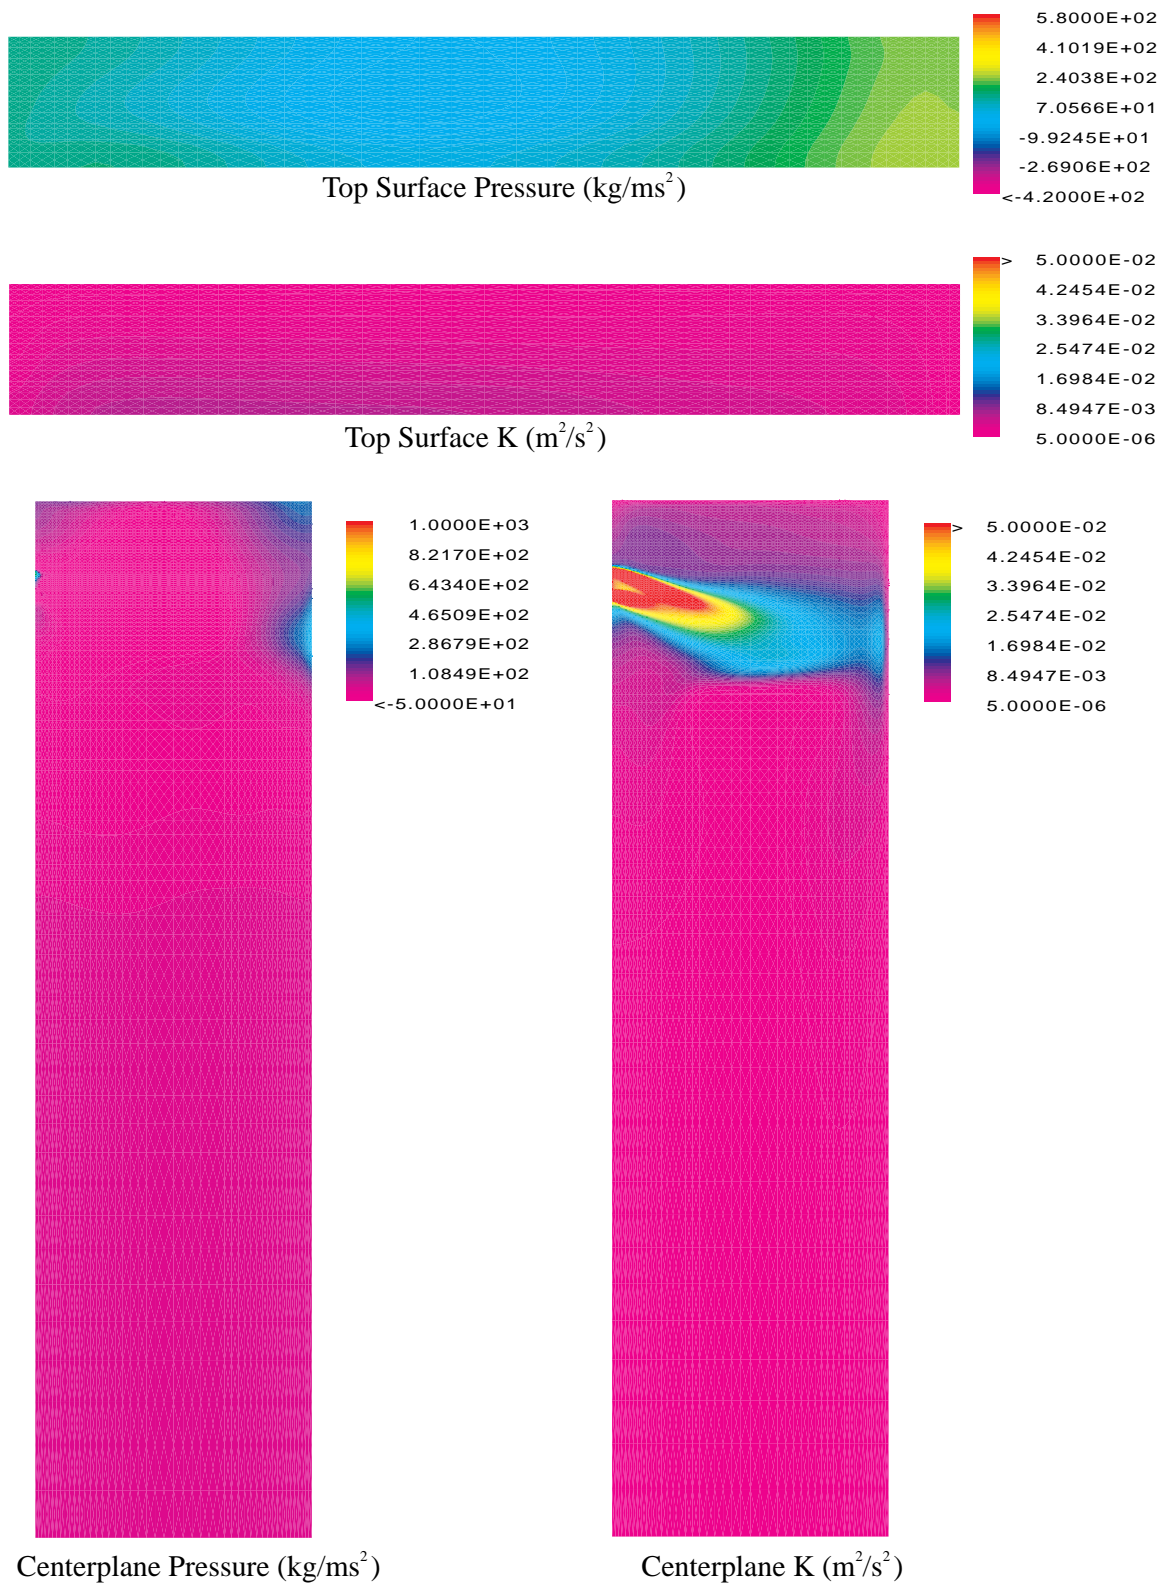 5.8000E+02
4.1019E+02
2.4038E+02
7.0566E+01
-9.9245E+01
-2.6906E+02
<-4.2000E+02
Top Surface Pressure (kg/ms²)
> 5.0000E-02
4.2454E-02
3.3964E-02
2.5474E-02
1.6984E-02
8.4947E-03
5.0000E-06
Top Surface K (m²/s²)
1.0000E+03
8.2170E+02
6.4340E+02
4.6509E+02
2.8679E+02
1.0849E+02
<-5.0000E+01
> 5.0000E-02
4.2454E-02
3.3964E-02
2.5474E-02
1.6984E-02
8.4947E-03
5.0000E-06
Centerplane Pressure (kg/ms²)
Centerplane K (m²/s²)